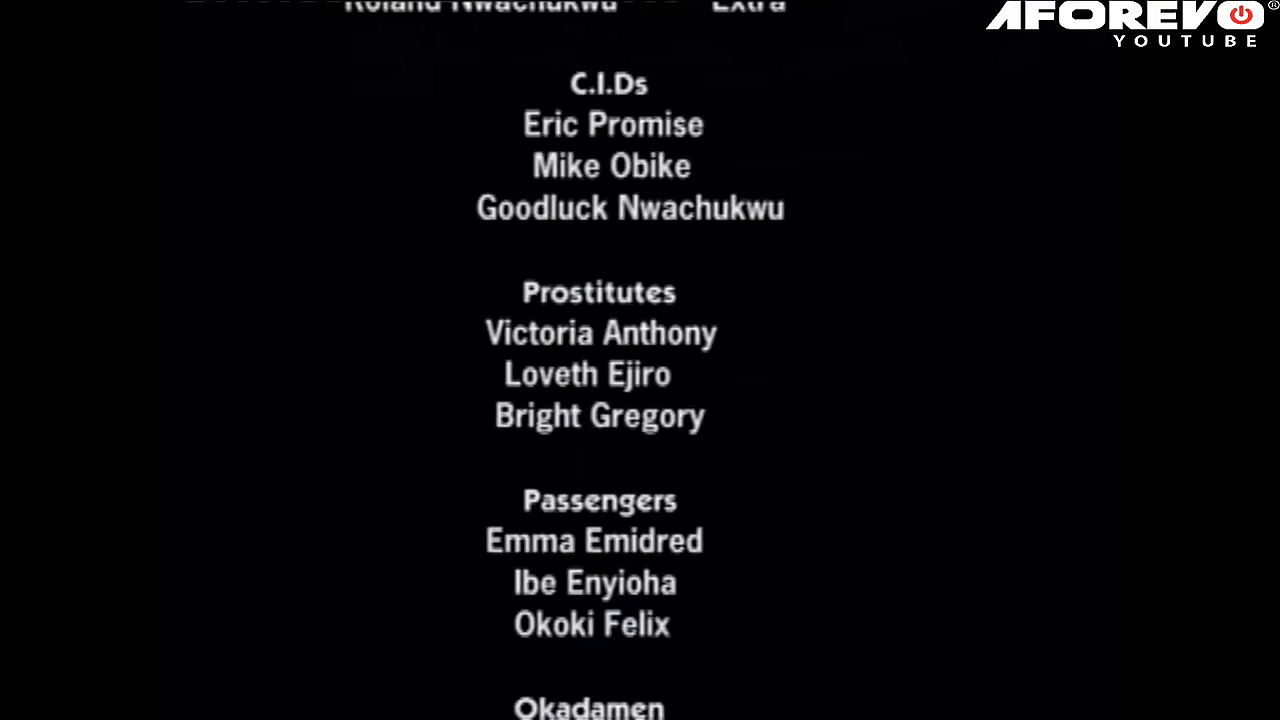 Roland Nwachukwu Extra
AFOREVO®
YOUTUBE
C.I.Ds
Eric Promise
Mike Obike
Goodluck Nwachukwu
Prostitutes
Victoria Anthony
Loveth Ejiro
Bright Gregory
Passengers
Emma Emidred
Ibe Enyioha
Okoki Felix
Okadamen